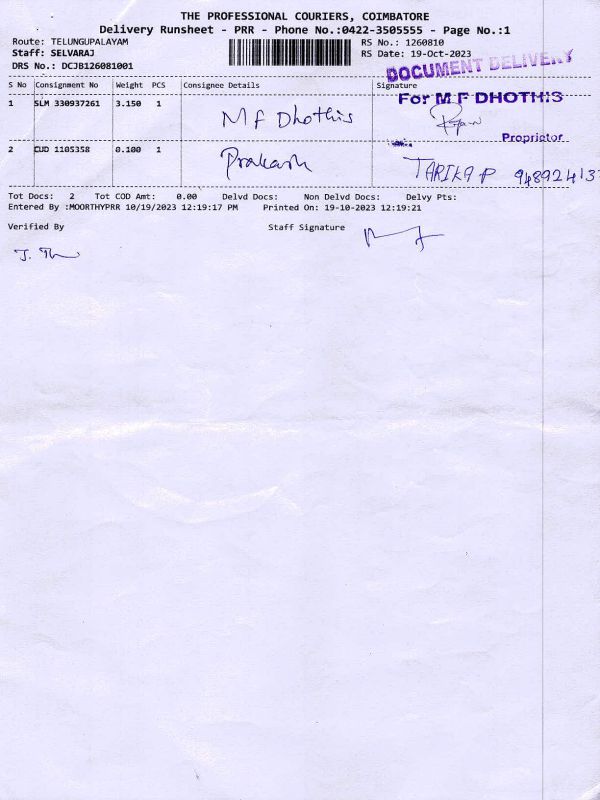 THE PROFESSIONAL COURIERS, COIMBATORE
Delivery Runsheet - PRR - Phone No.:0422-3505555 - Page No.:1
Route: TELUNGUPALAYAM
RS No.: 1260810
Staff: SELVARAJ
RS Date: 19-Oct-2023
DRS No.: DCJB126081001
DOCUMENT DELIVERY
S No Consignment No Weight PCS Consignee Details Signature
For M F DHOTHIS
1 SLM 330937261 3.150 1 M F Dhothis
Proprietor
2 CUD 1105358 0.100 1 Prakash TARIKA P 94892413
Tot Docs: 2 Tot COD Amt: 0.00 Delvd Docs: Non Delvd Docs: Delvy Pts:
Entered By :MOORTHYPRR 10/19/2023 12:19:17 PM Printed On: 19-10-2023 12:19:21
Verified By Staff Signature